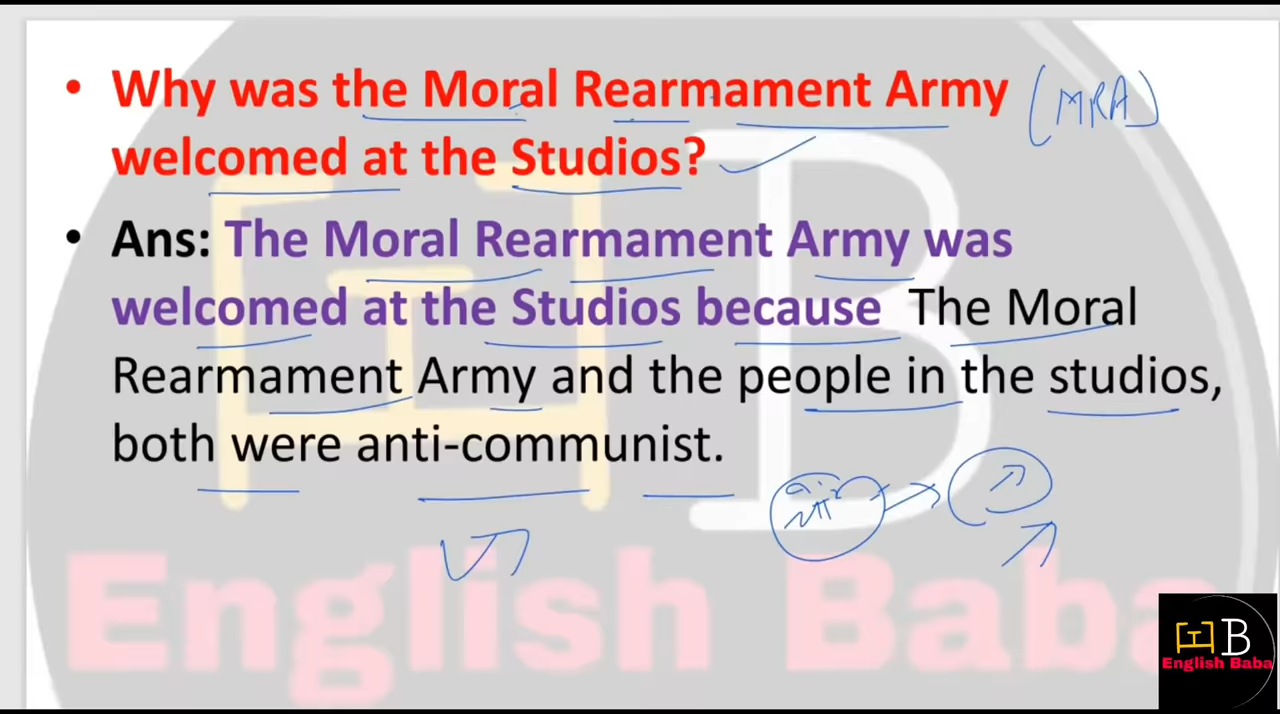 • Why was the Moral Rearmament Army (MRA)
welcomed at the Studios?
• Ans: The Moral Rearmament Army was
welcomed at the Studios because The Moral
Rearmament Army and the people in the studios,
both were anti-communist.
English Baba
B
English Baba